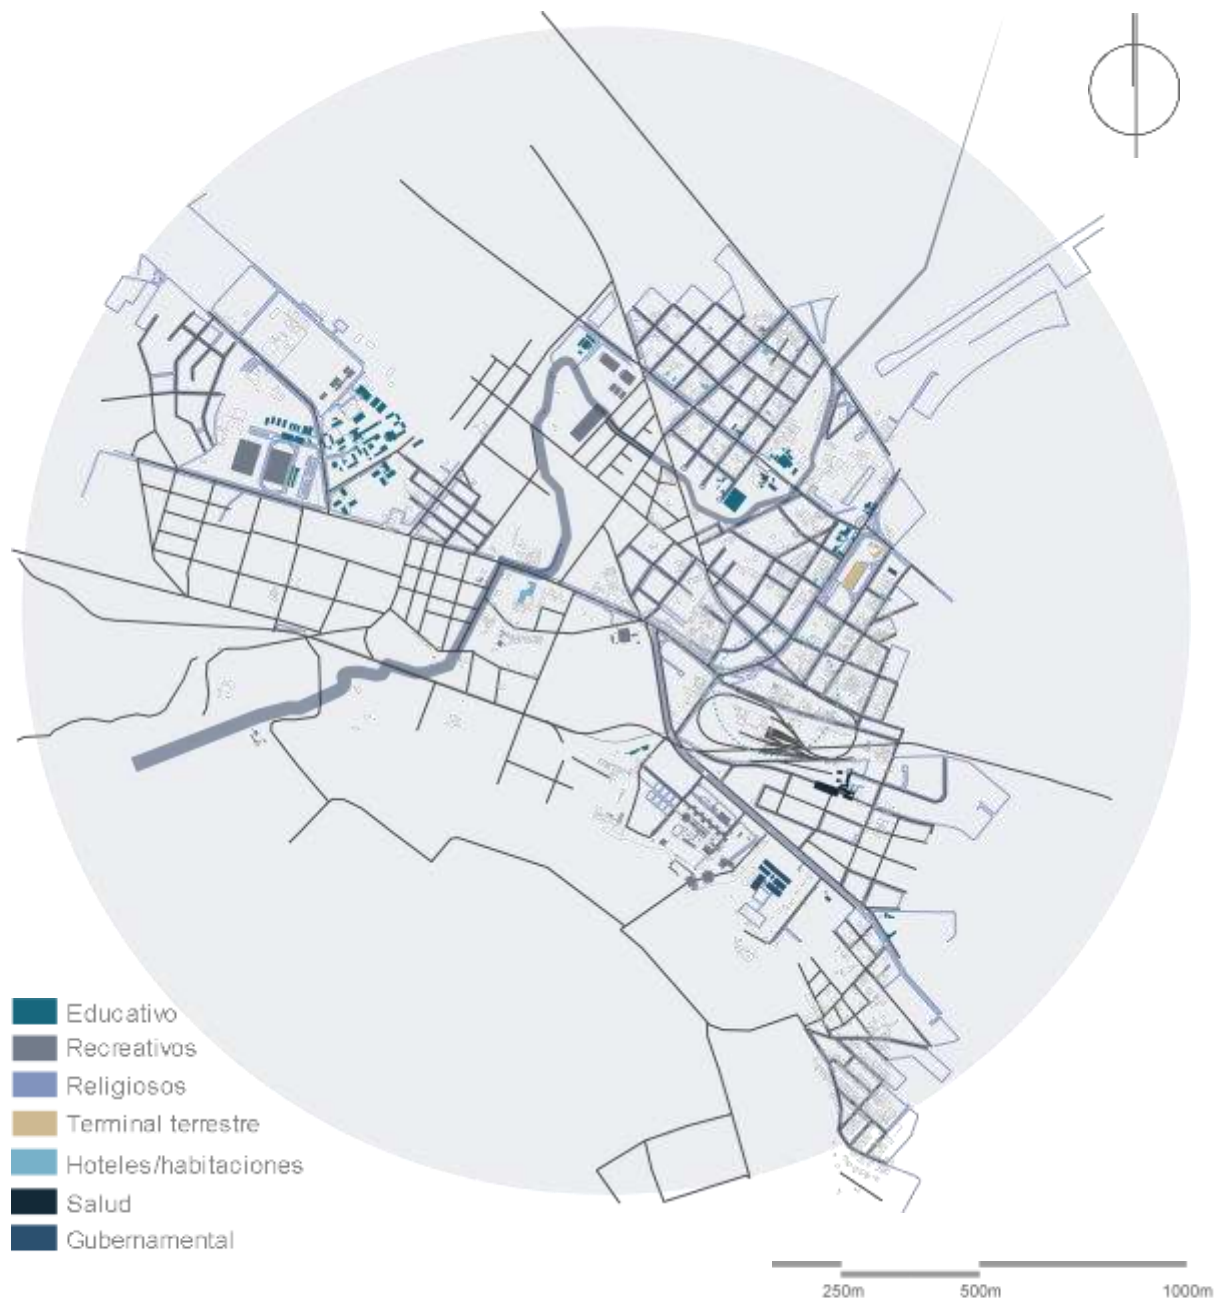 Educativo
Recreativos
Religiosos
Terminal terrestre
Hoteles/habitaciones
Salud
Gubernamental
250m 500m 1000m